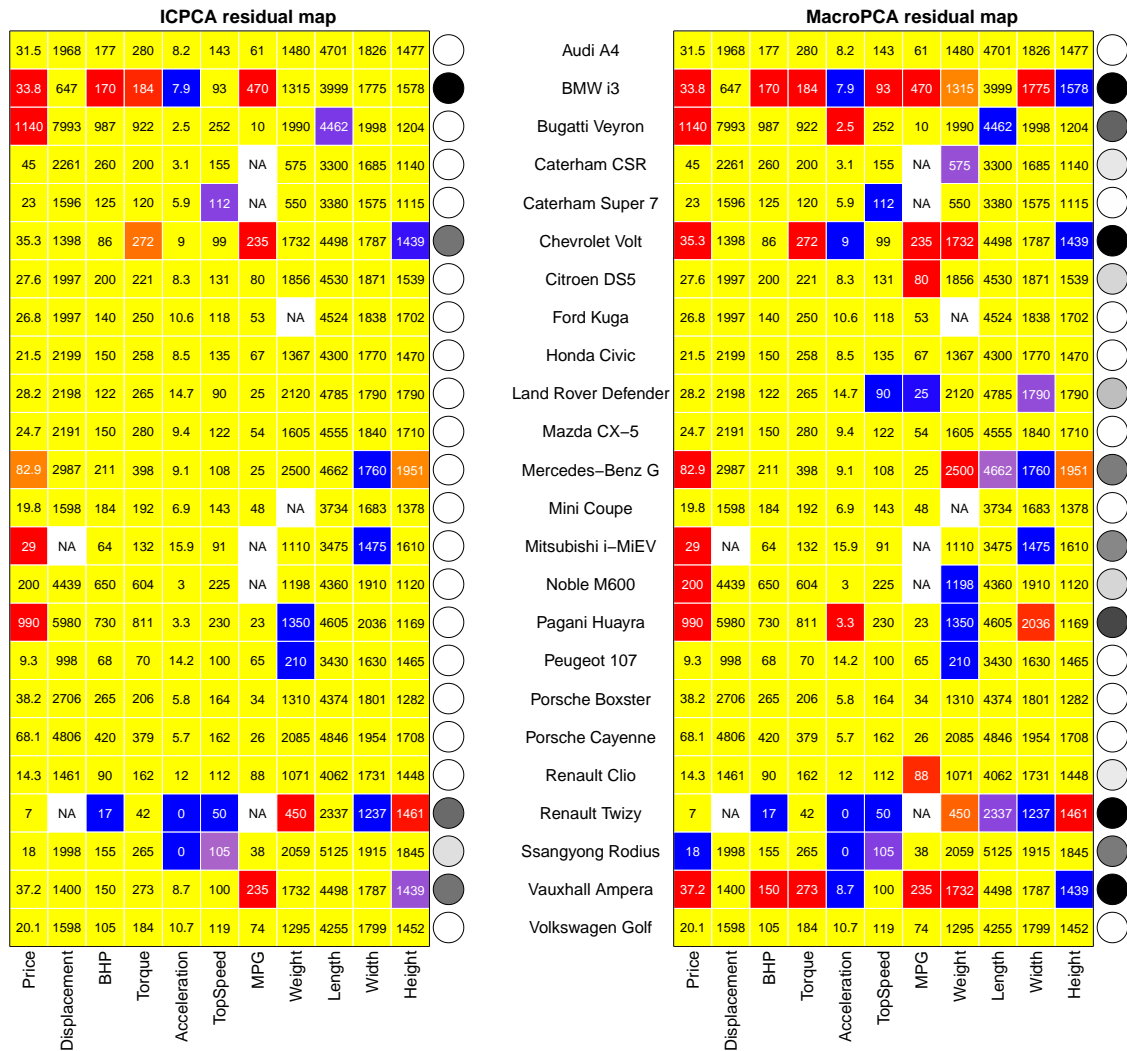 ICPCA residual map MacroPCA residual map
31.5 1968 177 280 8.2 143 61 1480 4701 1826 1477 Audi A4 31.5 1968 177 280 8.2 143 61 1480 4701 1826 1477
33.8 647 170 184 7.9 93 470 1315 3999 1775 1578 BMW i3 33.8 647 170 184 7.9 93 470 1315 3999 1775 1578
1140 7993 987 922 2.5 252 10 1990 4462 1998 1204 Bugatti Veyron 1140 7993 987 922 2.5 252 10 1990 4462 1998 1204
45 2261 260 200 3.1 155 NA 575 3300 1685 1140 Caterham CSR 45 2261 260 200 3.1 155 NA 575 3300 1685 1140
23 1596 125 120 5.9 112 NA 550 3380 1575 1115 Caterham Super 7 23 1596 125 120 5.9 112 NA 550 3380 1575 1115
35.3 1398 86 272 9 99 235 1732 4498 1787 1439 Chevrolet Volt 35.3 1398 86 272 9 99 235 1732 4498 1787 1439
27.6 1997 200 221 8.3 131 80 1856 4530 1871 1539 Citroen DS5 27.6 1997 200 221 8.3 131 80 1856 4530 1871 1539
26.8 1997 140 250 10.6 118 53 NA 4524 1838 1702 Ford Kuga 26.8 1997 140 250 10.6 118 53 NA 4524 1838 1702
21.5 2199 150 258 8.5 135 67 1367 4300 1770 1470 Honda Civic 21.5 2199 150 258 8.5 135 67 1367 4300 1770 1470
28.2 2198 122 265 14.7 90 25 2120 4785 1790 1790 Land Rover Defender 28.2 2198 122 265 14.7 90 25 2120 4785 1790 1790
24.7 2191 150 280 9.4 122 54 1605 4555 1840 1710 Mazda CX−5 24.7 2191 150 280 9.4 122 54 1605 4555 1840 1710
82.9 2987 211 398 9.1 108 25 2500 4662 1760 1951 Mercedes−Benz G 82.9 2987 211 398 9.1 108 25 2500 4662 1760 1951
19.8 1598 184 192 6.9 143 48 NA 3734 1683 1378 Mini Coupe 19.8 1598 184 192 6.9 143 48 NA 3734 1683 1378
29 NA 64 132 15.9 91 NA 1110 3475 1475 1610 Mitsubishi i−MiEV 29 NA 64 132 15.9 91 NA 1110 3475 1475 1610
200 4439 650 604 3 225 NA 1198 4360 1910 1120 Noble M600 200 4439 650 604 3 225 NA 1198 4360 1910 1120
990 5980 730 811 3.3 230 23 1350 4605 2036 1169 Pagani Huayra 990 5980 730 811 3.3 230 23 1350 4605 2036 1169
9.3 998 68 70 14.2 100 65 210 3430 1630 1465 Peugeot 107 9.3 998 68 70 14.2 100 65 210 3430 1630 1465
38.2 2706 265 206 5.8 164 34 1310 4374 1801 1282 Porsche Boxster 38.2 2706 265 206 5.8 164 34 1310 4374 1801 1282
68.1 4806 420 379 5.7 162 26 2085 4846 1954 1708 Porsche Cayenne 68.1 4806 420 379 5.7 162 26 2085 4846 1954 1708
14.3 1461 90 162 12 112 88 1071 4062 1731 1448 Renault Clio 14.3 1461 90 162 12 112 88 1071 4062 1731 1448
7 NA 17 42 0 50 NA 450 2337 1237 1461 Renault Twizy 7 NA 17 42 0 50 NA 450 2337 1237 1461
18 1998 155 265 0 105 38 2059 5125 1915 1845 Ssangyong Rodius 18 1998 155 265 0 105 38 2059 5125 1915 1845
37.2 1400 150 273 8.7 100 235 1732 4498 1787 1439 Vauxhall Ampera 37.2 1400 150 273 8.7 100 235 1732 4498 1787 1439
20.1 1598 105 184 10.7 119 74 1295 4255 1799 1452 Volkswagen Golf 20.1 1598 105 184 10.7 119 74 1295 4255 1799 1452
Price Displacement BHP Torque Acceleration TopSpeed MPG Weight Length Width Height Price Displacement BHP Torque Acceleration TopSpeed MPG Weight Length Width Height